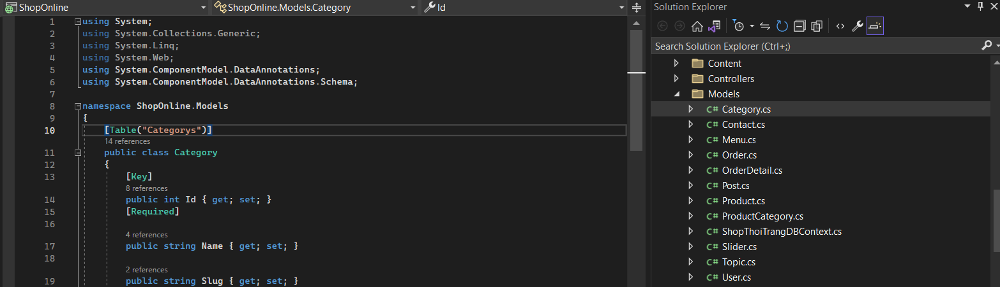 ShopOnline
ShopOnline.Models.Category
Id
1 using System;
2 using System.Collections.Generic;
3 using System.Linq;
4 using System.Web;
5 using System.ComponentModel.DataAnnotations;
6 using System.ComponentModel.DataAnnotations.Schema;
7
8 namespace ShopOnline.Models
9 {
10 [Table("Categorys")]
14 references
11 public class Category
12 {
13 [Key]
8 references
14 public int Id { get; set; }
15 [Required]
16
4 references
17 public string Name { get; set; }
18
2 references
19 public string Slug { get; set; }
Solution Explorer
Search Solution Explorer (Ctrl+;)
Content
Controllers
Models
C# Category.cs
C# Contact.cs
C# Menu.cs
C# Order.cs
C# OrderDetail.cs
C# Post.cs
C# Product.cs
C# ProductCategory.cs
C# ShopThoiTrangDBContext.cs
C# Slider.cs
C# Topic.cs
C# User.cs